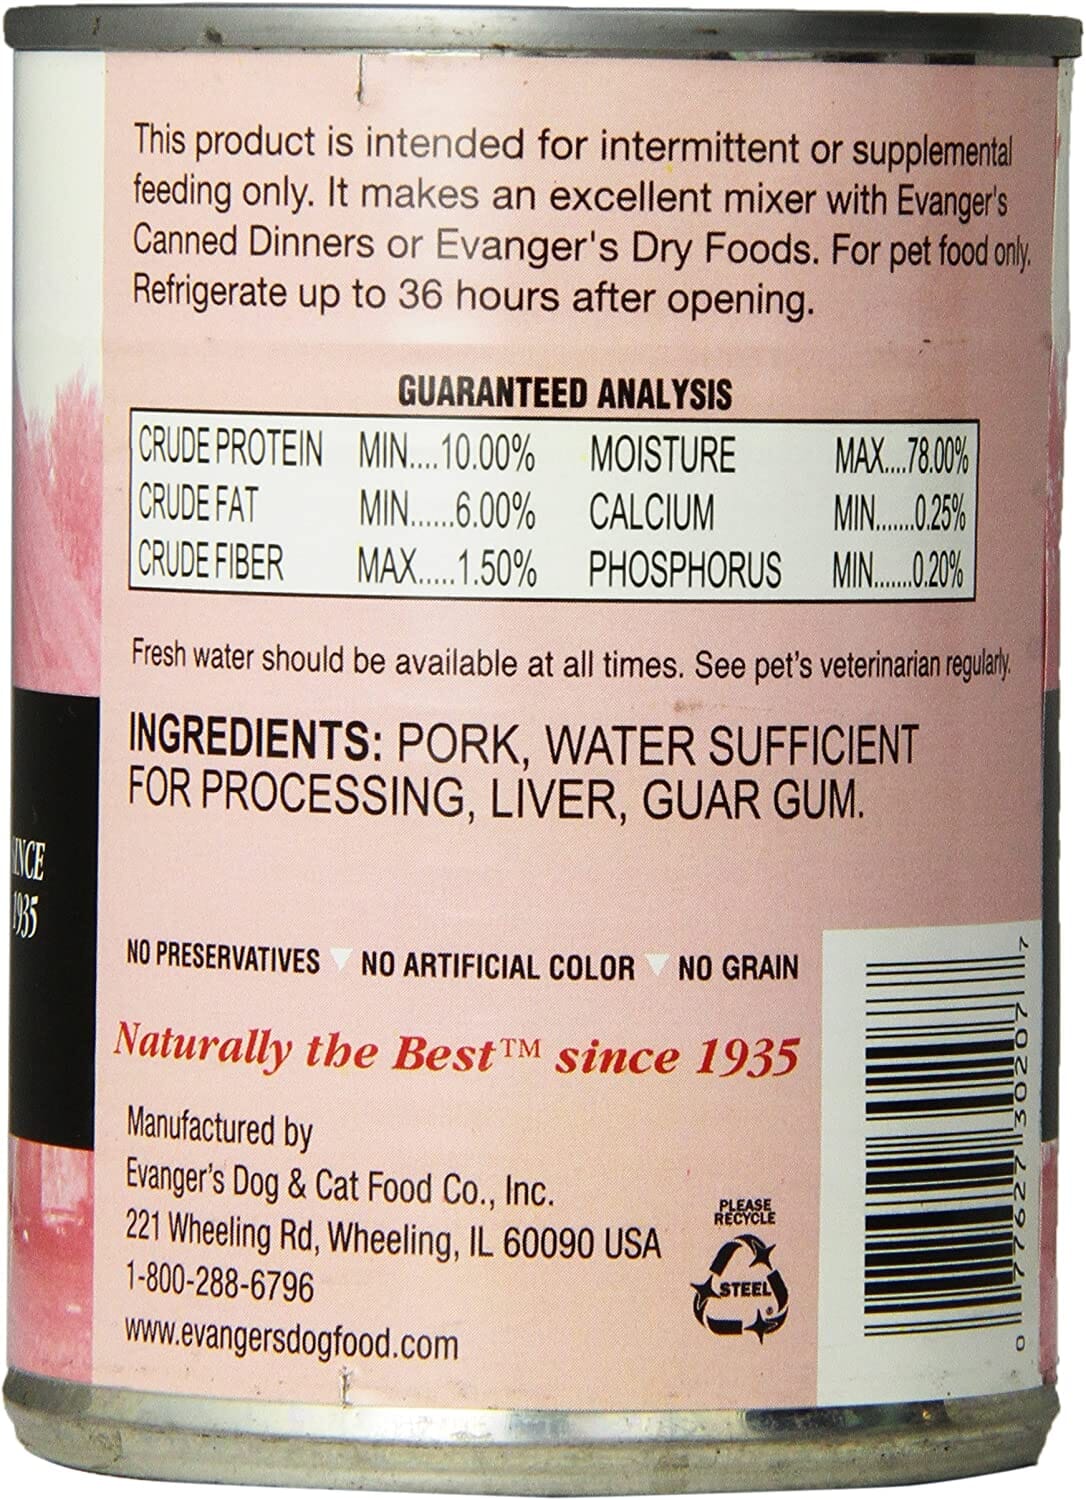 This product is intended for intermittent or supplemental
feeding only. It makes an excellent mixer with Evanger's
Canned Dinners or Evanger's Dry Foods. For pet food only.
Refrigerate up to 36 hours after opening.
GUARANTEED ANALYSIS
CRUDE PROTEIN MIN....10.00% MOISTURE MAX....78.00%
CRUDE FAT MIN......6.00% CALCIUM MIN.......0.25%
CRUDE FIBER MAX.....1.50% PHOSPHORUS MIN.......0.20%
Fresh water should be available at all times. See pet's veterinarian regularly.
INGREDIENTS: PORK, WATER SUFFICIENT
FOR PROCESSING, LIVER, GUAR GUM.
SINCE
1935
NO PRESERVATIVES NO ARTIFICIAL COLOR NO GRAIN
Naturally the Best™ since 1935
Manufactured by
Evanger's Dog & Cat Food Co., Inc.
221 Wheeling Rd, Wheeling, IL 60090 USA
1-800-288-6796
www.evangersdogfood.com
PLEASE
RECYCLE
STEEL
0 77627 30207 7